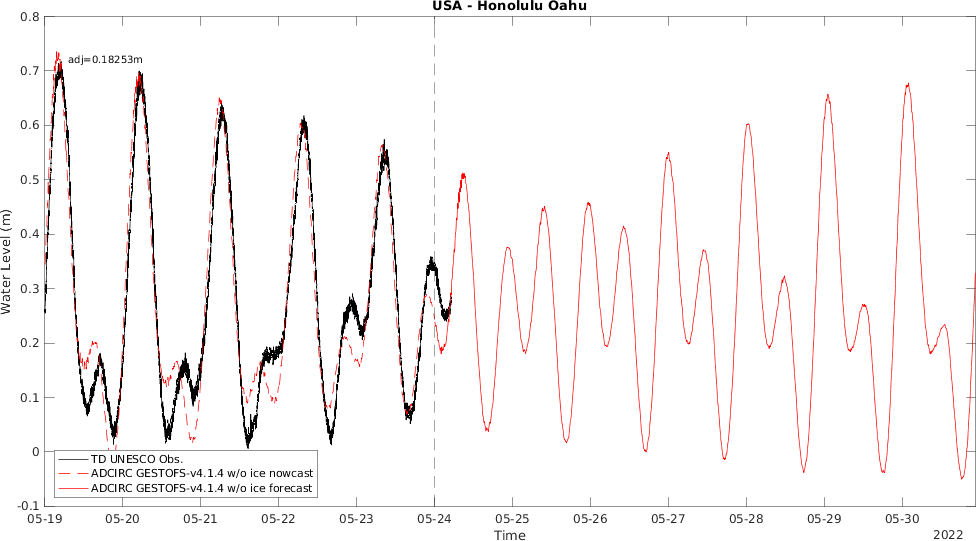 USA - Honolulu Oahu
adj=0.18253m
Water Level (m)
0.8
0.7
0.6
0.5
0.4
0.3
0.2
0.1
0
-0.1
TD UNESCO Obs.
ADCIRC GESTOFS-v4.1.4 w/o ice nowcast
ADCIRC GESTOFS-v4.1.4 w/o ice forecast
05-19 05-20 05-21 05-22 05-23 05-24 05-25 05-26 05-27 05-28 05-29 05-30
Time
2022